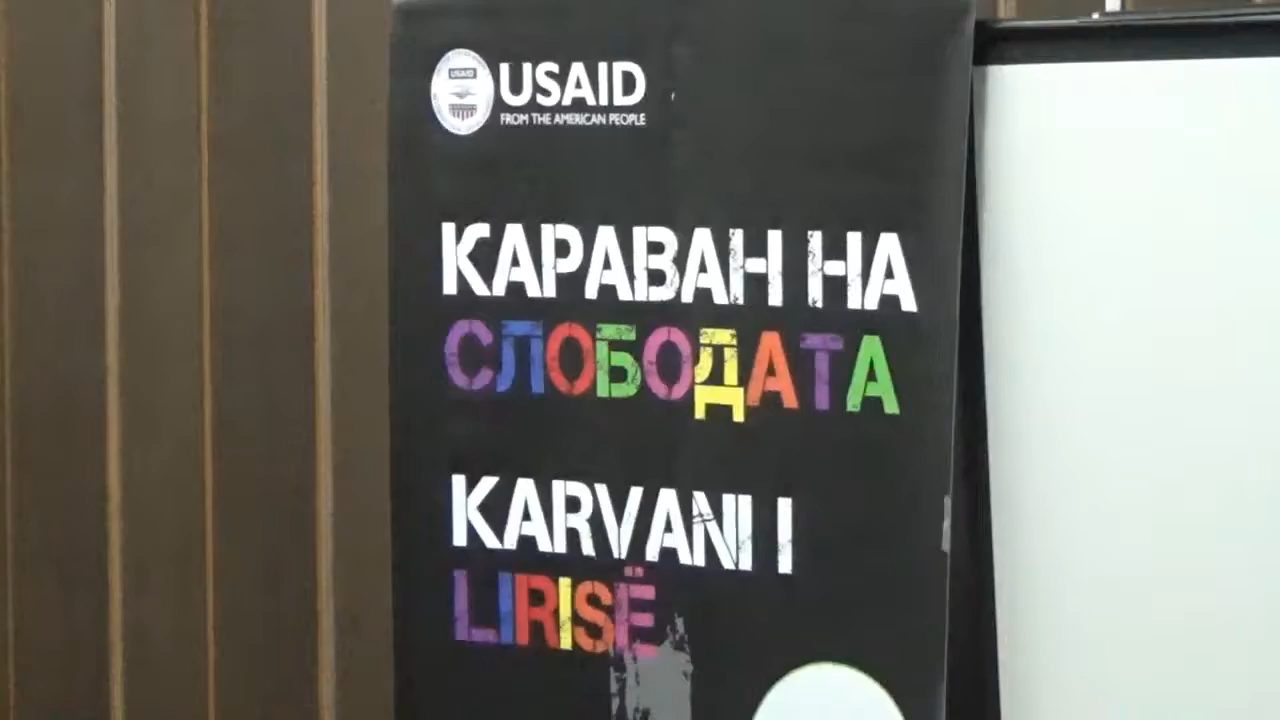 USAID
FROM THE AMERICAN PEOPLE
КАРАВАН НА
СЛОБОДАТА
KARVANI I
LIRISË